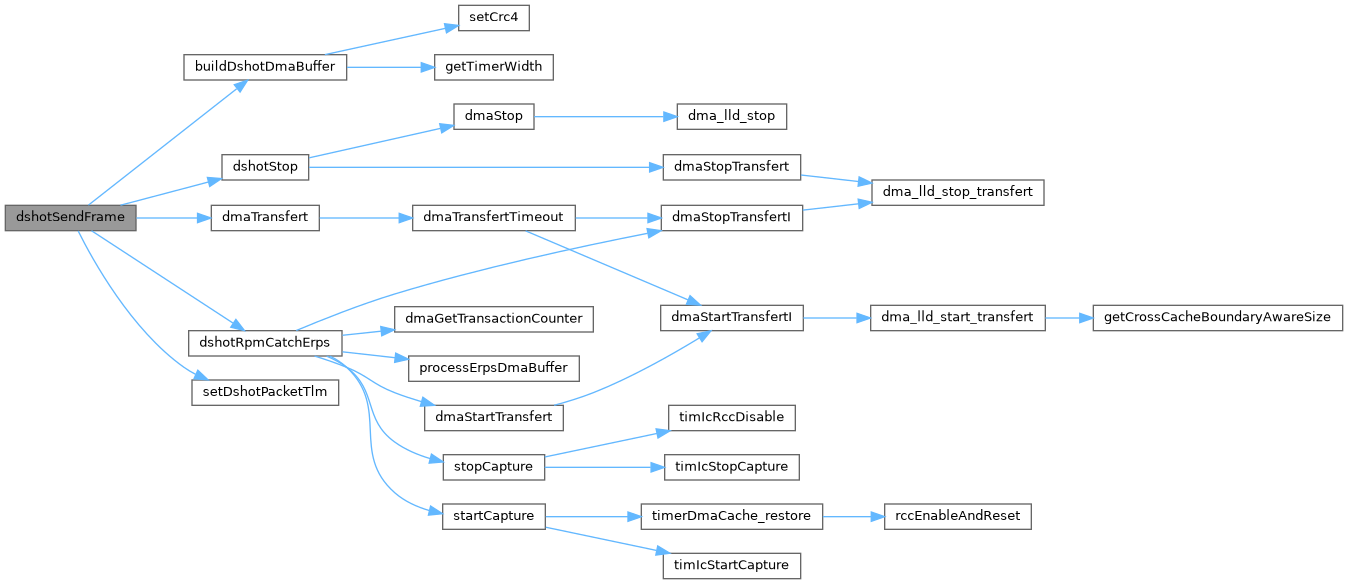 setCrc4
buildDshotDmaBuffer
getTimerWidth
dmaStop
dma_lld_stop
dshotStop
dmaStopTransfert
dma_lld_stop_transfert
dshotSendFrame
dmaTransfert
dmaTransfertTimeout
dmaStopTransfertI
dmaGetTransactionCounter
dmaStartTransfertI
dma_lld_start_transfert
getCrossCacheBoundaryAwareSize
dshotRpmCatchErps
processErpsDmaBuffer
setDshotPacketTlm
dmaStartTransfert
timIcRccDisable
stopCapture
timIcStopCapture
startCapture
timerDmaCache_restore
rccEnableAndReset
timIcStartCapture